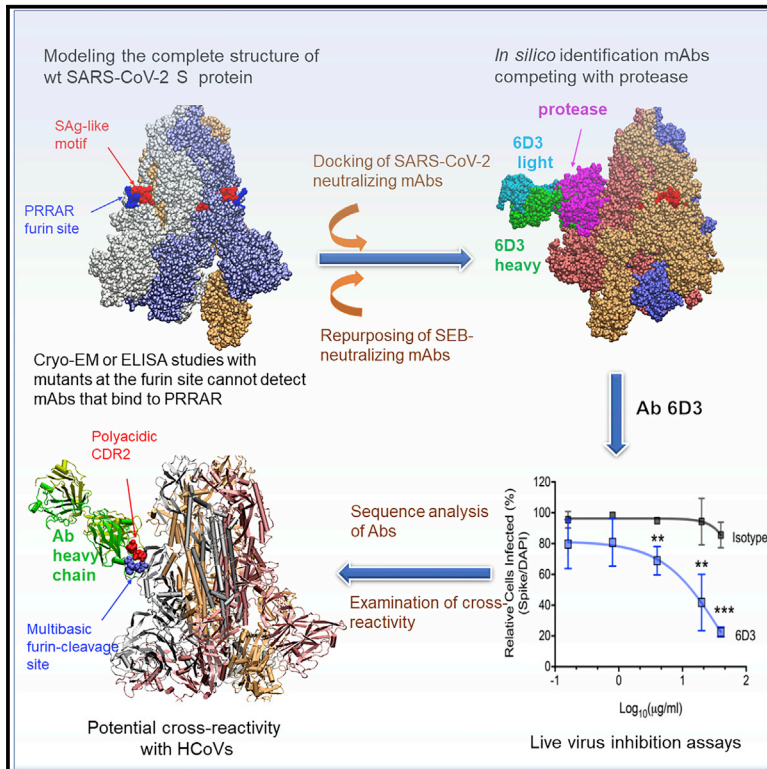 Modeling the complete structure of
wt SARS-CoV-2 S protein
SAg-like
motif
PRRAR
furin site
Docking of SARS-CoV-2
neutralizing mAbs
Repurposing of SEB-
neutralizing mAbs
In silico identification mAbs
competing with protease
protease
6D3
light
6D3
heavy
Cryo-EM or ELISA studies with
mutants at the furin site cannot detect
mAbs that bind to PRRAR
Ab 6D3
Polyacidic
CDR2
Ab
heavy
chain
Multibasic
furin-cleavage
site
Potential cross-reactivity
with HCoVs
Sequence analysis
of Abs
Examination of cross-
reactivity
Relative Cells Infected (%)
(Spike/DAPI)
120
100
80
60
40
20
0
-1
0
1
2
Isotype
**
**
***
6D3
Log10(µg/ml)
Live virus inhibition assays